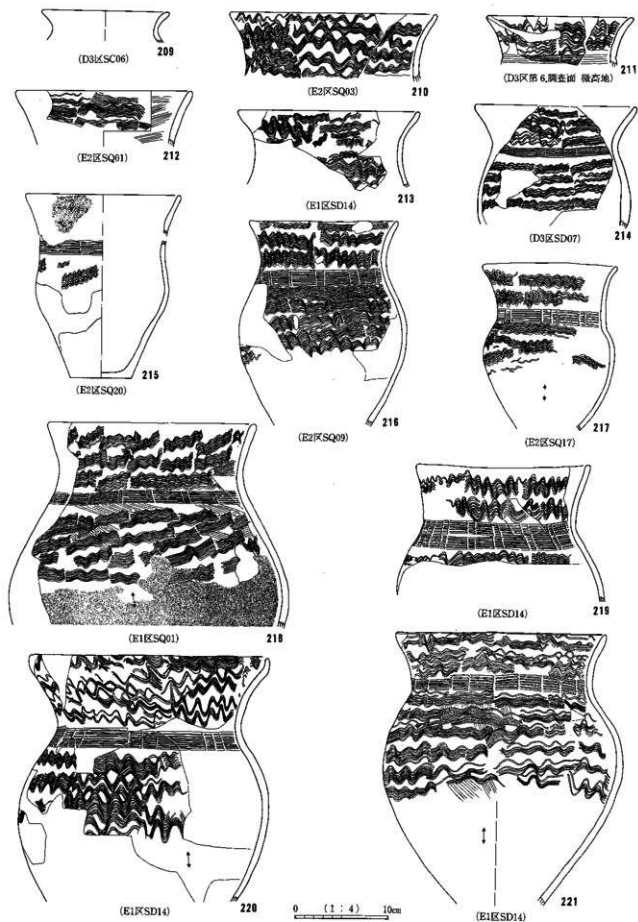 209
(D3区SC06)
210
(E2区SQ03)
211
(D3区第6,調査面 微高地)
212
(E2区SQ01)
213
(E1区SD14)
214
(D3区SD07)
215
(E2区SQ20)
216
(E2区SQ09)
217
(E2区SQ17)
218
(E1区SQ01)
219
(E1区SD14)
220
(E1区SD14)
221
(E1区SD14)
0 (1:4) 10cm